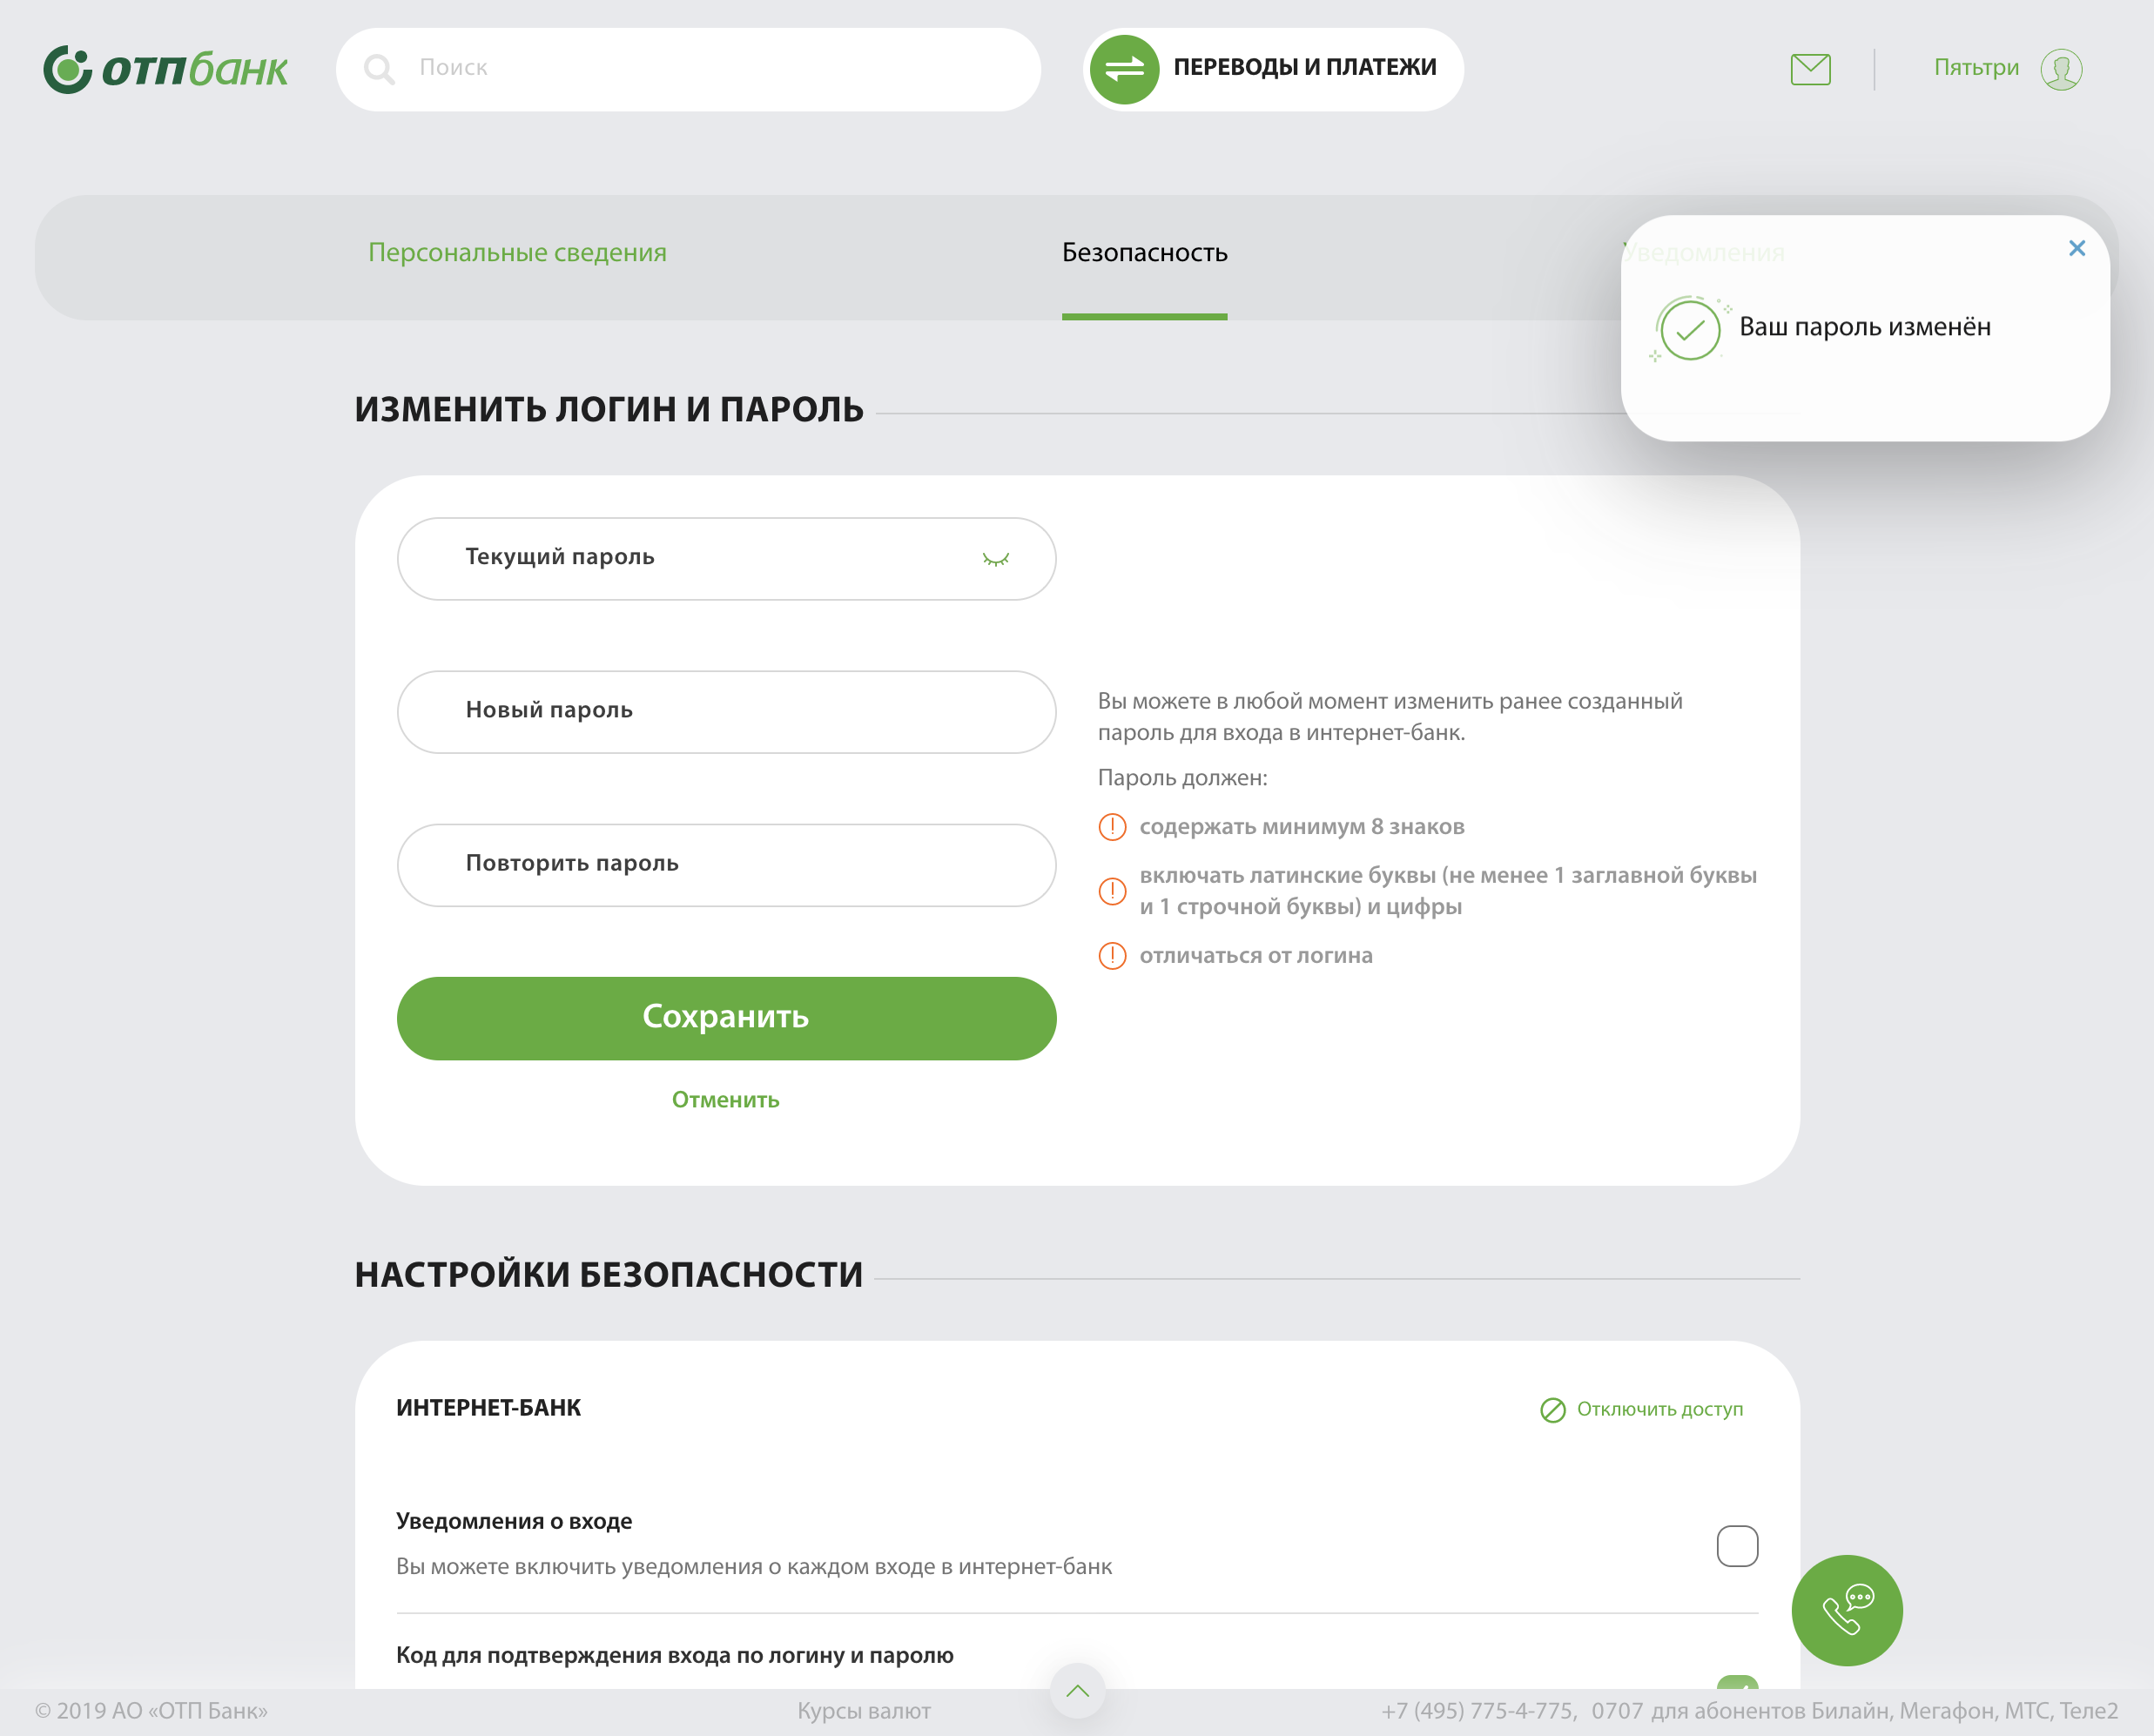 отпбанк
Поиск
ПЕРЕВОДЫ И ПЛАТЕЖИ
Пятьтри
Персональные сведения
Безопасность
Уведомления
Ваш пароль изменён
ИЗМЕНИТЬ ЛОГИН И ПАРОЛЬ
Текущий пароль
Новый пароль
Повторить пароль
Сохранить
Отменить
Вы можете в любой момент изменить ранее созданный
пароль для входа в интернет-банк.
Пароль должен:
содержать минимум 8 знаков
включать латинские буквы (не менее 1 заглавной буквы
и 1 строчной буквы) и цифры
отличаться от логина
НАСТРОЙКИ БЕЗОПАСНОСТИ
ИНТЕРНЕТ-БАНК
Отключить доступ
Уведомления о входе
Вы можете включить уведомления о каждом входе в интернет-банк
Код для подтверждения входа по логину и паролю
© 2019 АО «ОТП Банк»
Курсы валют
+7 (495) 775-4-775, 0707 для абонентов Билайн, Мегафон, МТС, Теле2